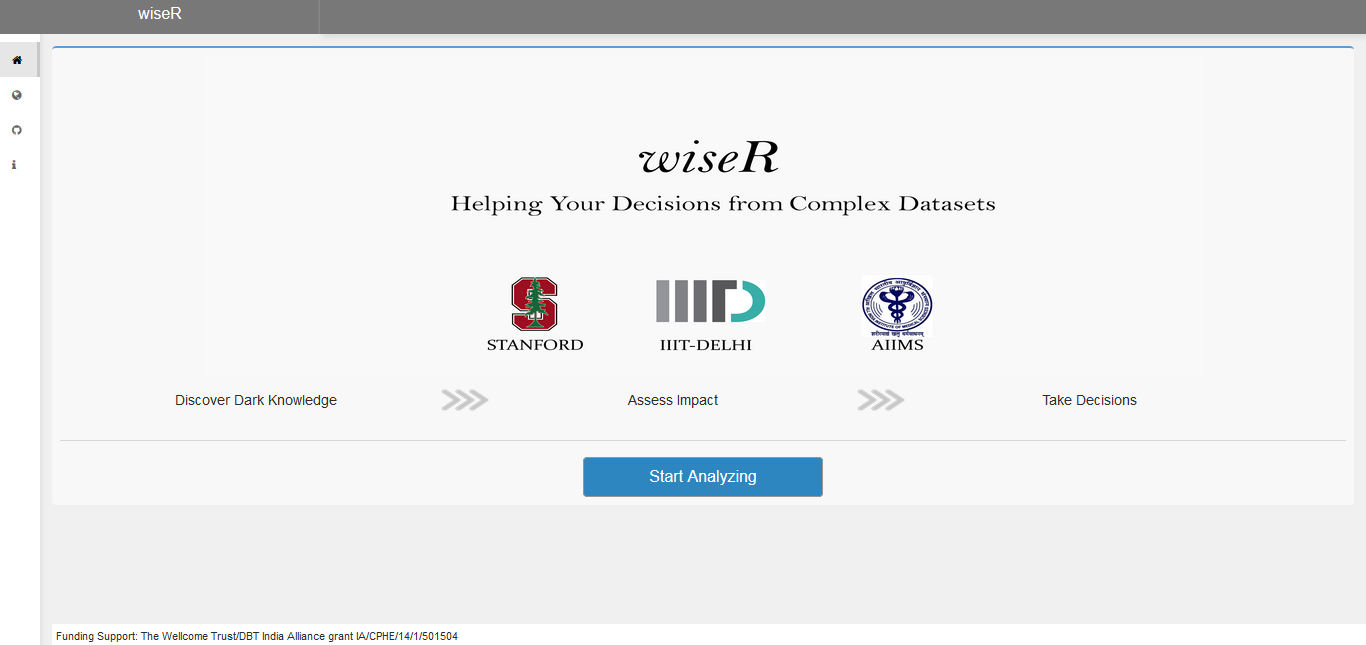 wiseR
wiseR
Helping Your Decisions from Complex Datasets
STANFORD IIIT-DELHI AIIMS
Discover Dark Knowledge Assess Impact Take Decisions
Start Analyzing
Funding Support: The Wellcome Trust/DBT India Alliance grant IA/CPHE/14/1/501504